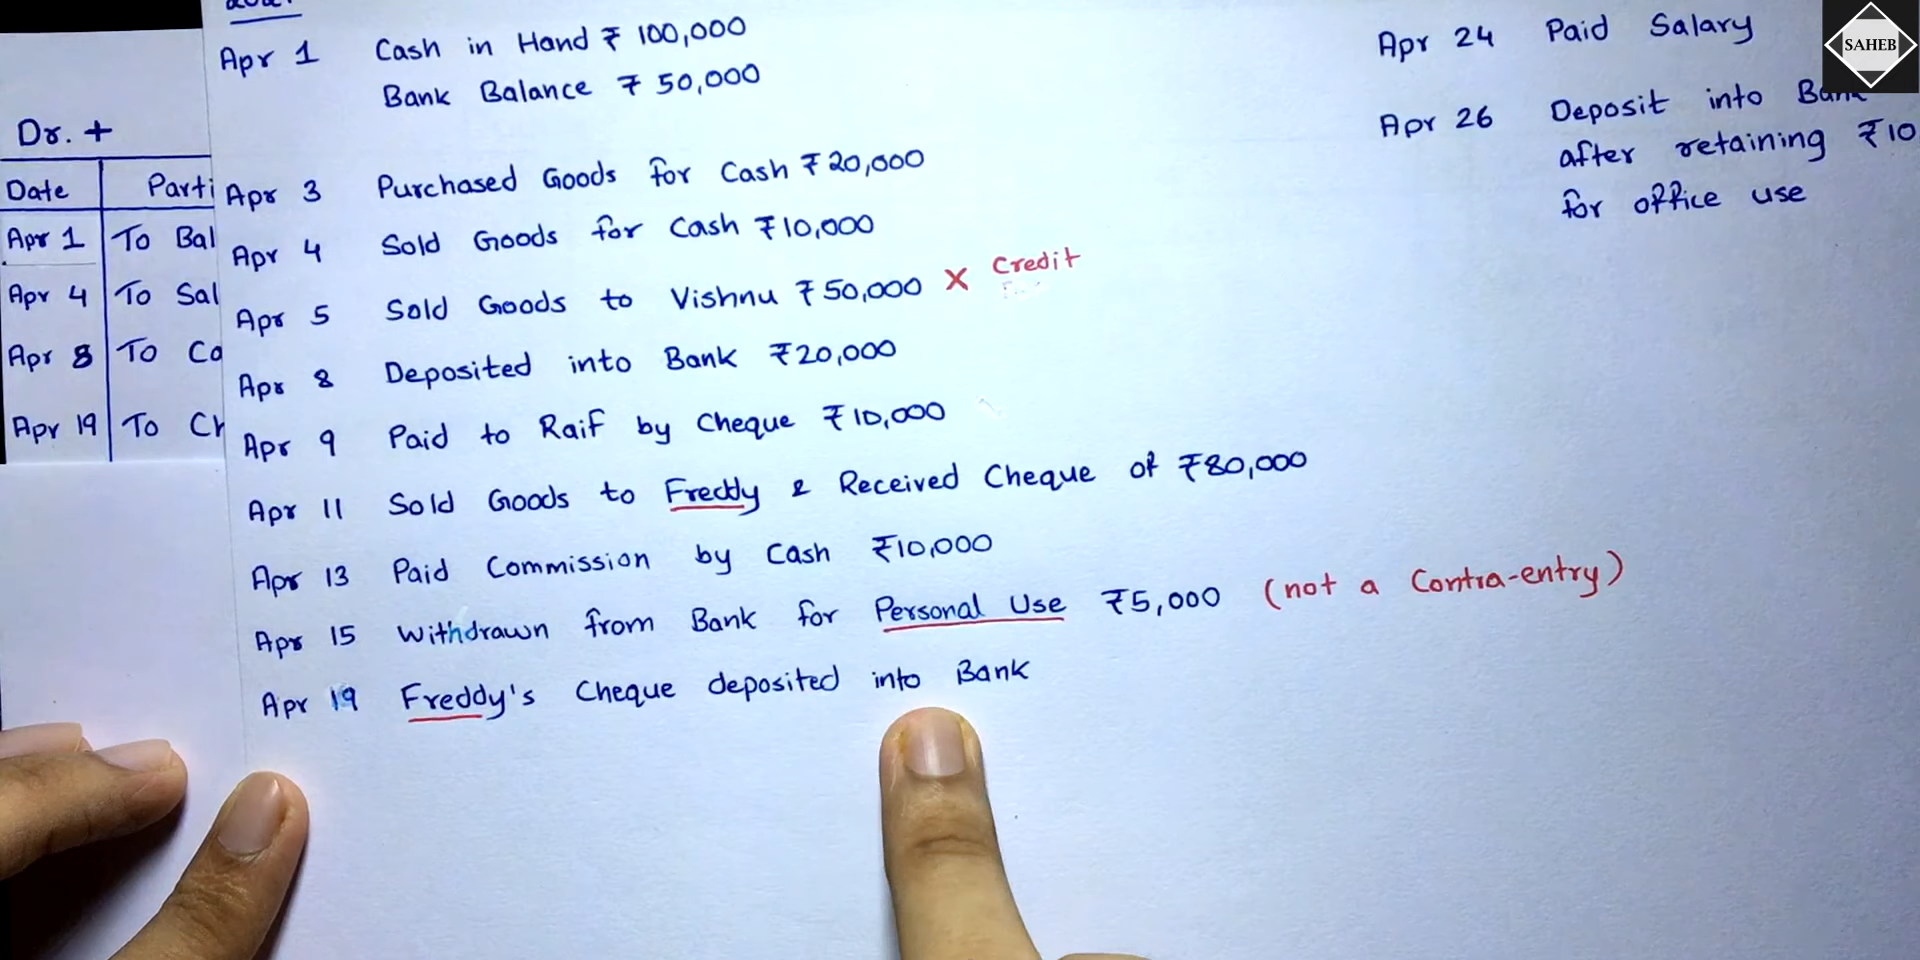 Apr 1 Cash in Hand ₹ 100,000
Bank Balance ₹ 50,000
Apr 3 Purchased Goods for Cash ₹20,000
Apr 4 Sold Goods for Cash ₹10,000
Apr 5 Sold Goods to Vishnu ₹50,000 X Credit
Apr 8 Deposited into Bank ₹20,000
Apr 9 Paid to Raif by Cheque ₹10,000
Apr 11 Sold Goods to Freddy & Received Cheque of ₹80,000
Apr 13 Paid Commission by Cash ₹10,000
Apr 15 Withdrawn from Bank for Personal Use ₹5,000 (not a Contra-entry)
Apr 19 Freddy's Cheque deposited into Bank
Apr 24 Paid Salary
Apr 26 Deposit into Bank
after retaining ₹10
for office use
Dr. +
Date Parti
Apr 1 To Bal
Apr 4 To Sal
Apr 8 To Ca
Apr 19 To Ch
SAHEB